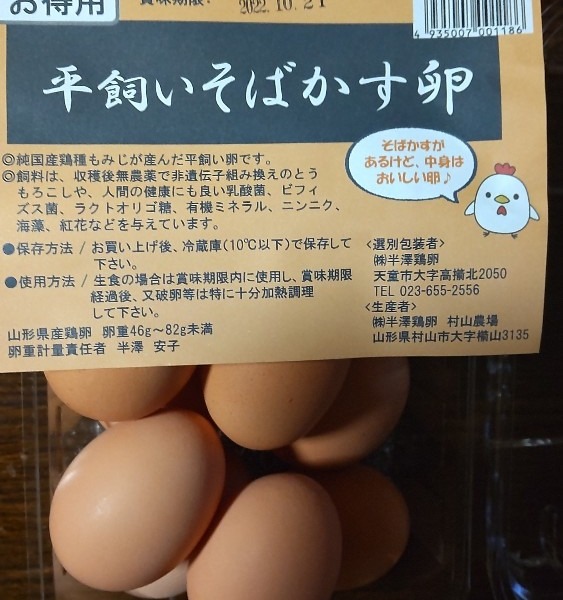 お得用
賞味期限:
2022.10.21
4 935007 001186
平飼いそばかす卵
◎純国産鶏種もみじが産んだ平飼い卵です。
◎飼料は、収穫後無農薬で非遺伝子組み換えのとう
もろこしや、人間の健康にも良い乳酸菌、ビフィ
ズス菌、ラクトオリゴ糖、有機ミネラル、ニンニク、
海藻、紅花などを与えています。
そばかすが
あるけど、中身は
おいしい卵♪
●保存方法 / お買い上げ後、冷蔵庫(10℃以下)で保存して
下さい。
●使用方法 / 生食の場合は賞味期限内に使用し、賞味期限
経過後、又破卵等は特に十分加熱調理
して下さい。
山形県産鶏卵 卵重46g～82g未満
卵重計量責任者 半澤 安子
<選別包装者>
㈱半澤鶏卵
天童市大字高擶北2050
TEL 023-655-2556
<生産者>
㈱半澤鶏卵 村山農場
山形県村山市大字櫤山3135